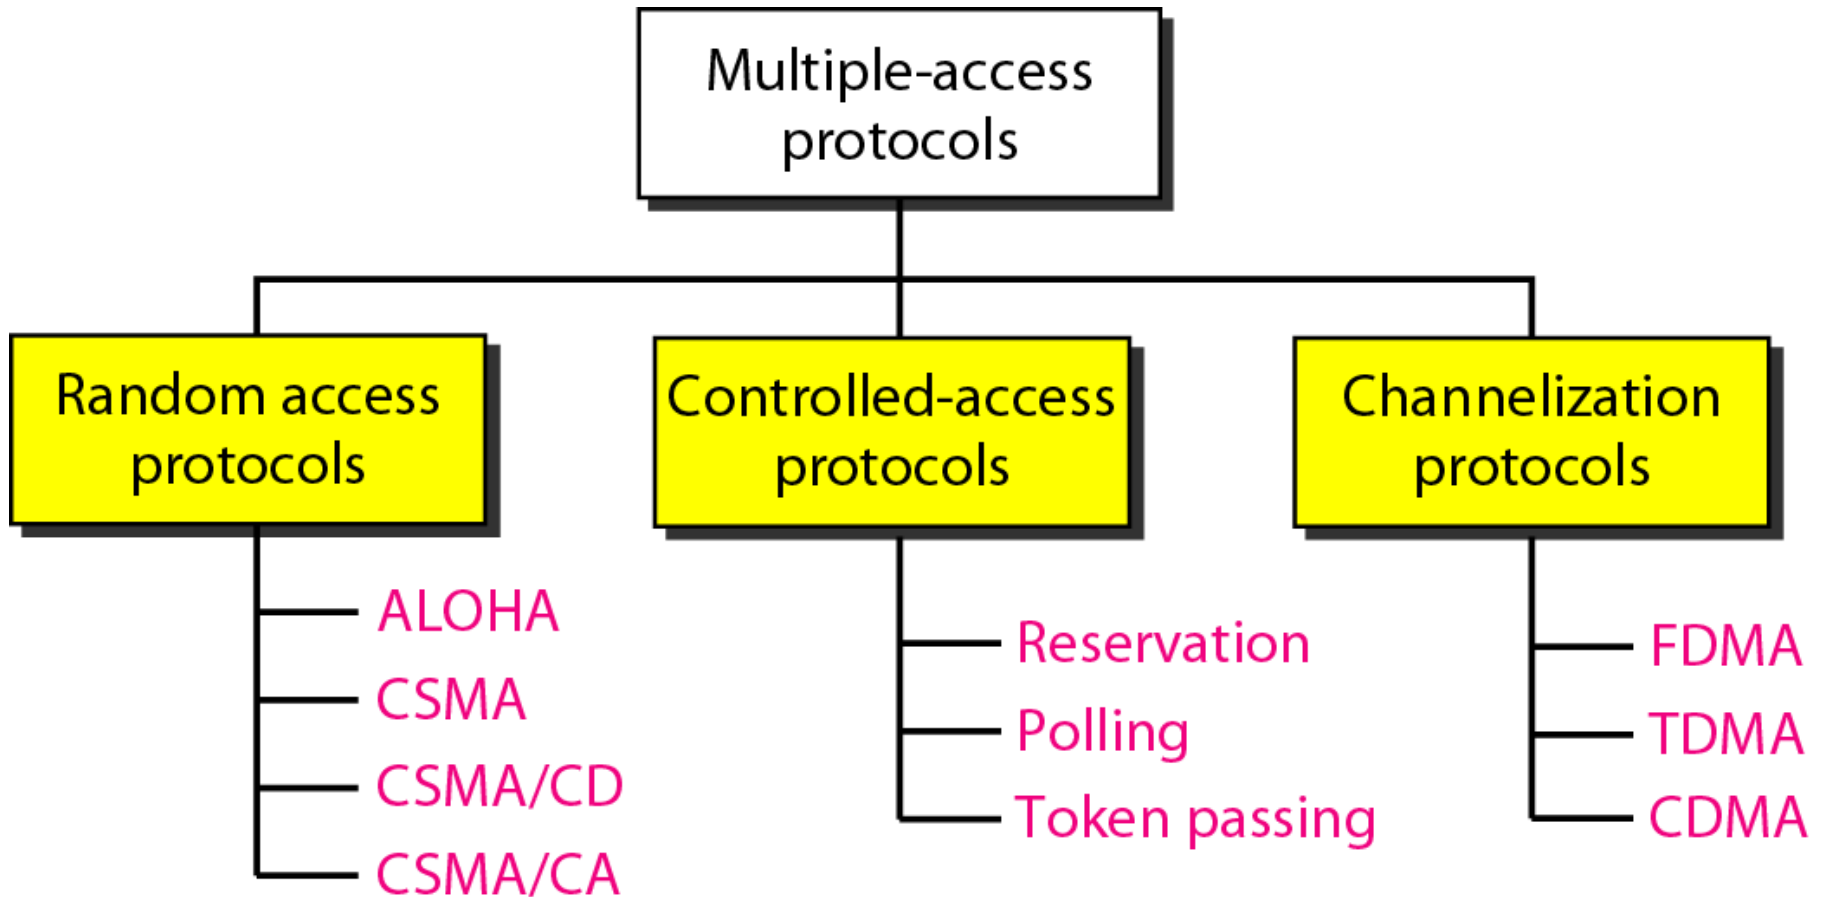 Multiple-access
protocols
Random access
protocols
Controlled-access
protocols
Channelization
protocols
ALOHA
CSMA
CSMA/CD
CSMA/CA
Reservation
Polling
Token passing
FDMA
TDMA
CDMA